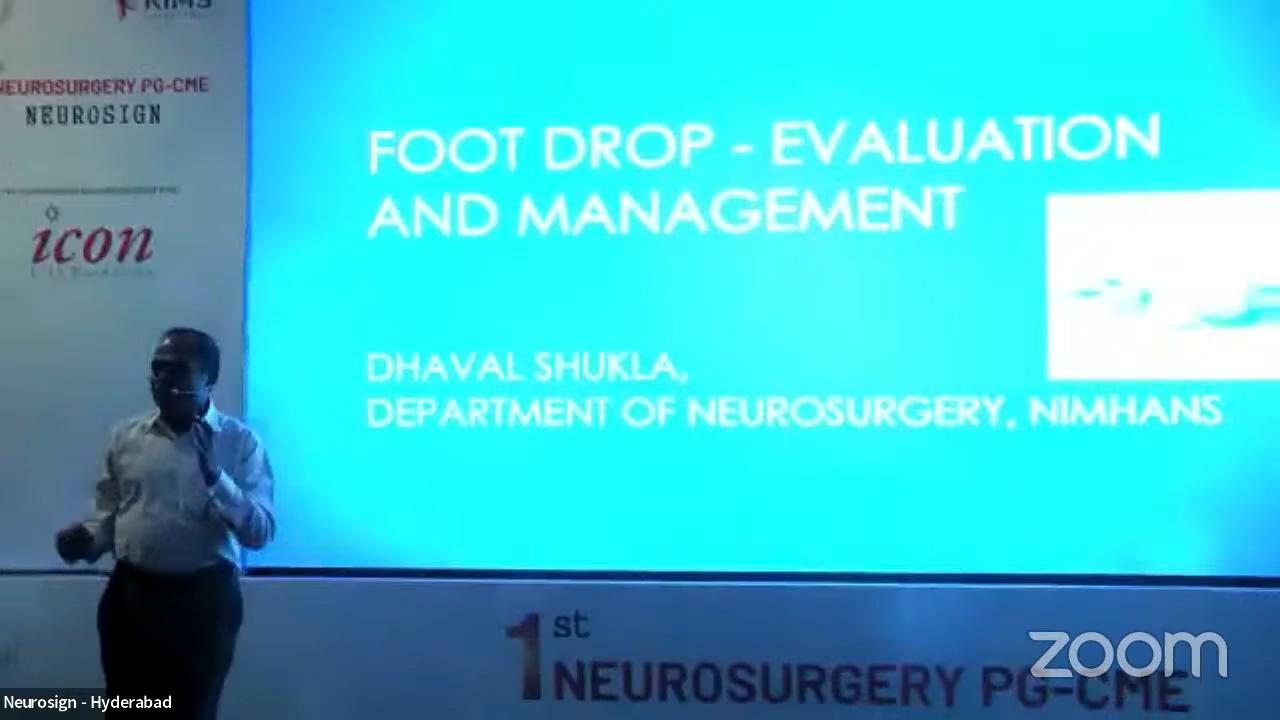 KIMS
NEUROSURGERY PG-CME
NEUROSIGN
icon
FOOT DROP - EVALUATION
AND MANAGEMENT
DHAVAL SHUKLA,
DEPARTMENT OF NEUROSURGERY, NIMHANS
1st
NEUROSURGERY PG-CME
zoom
Neurosign - Hyderabad